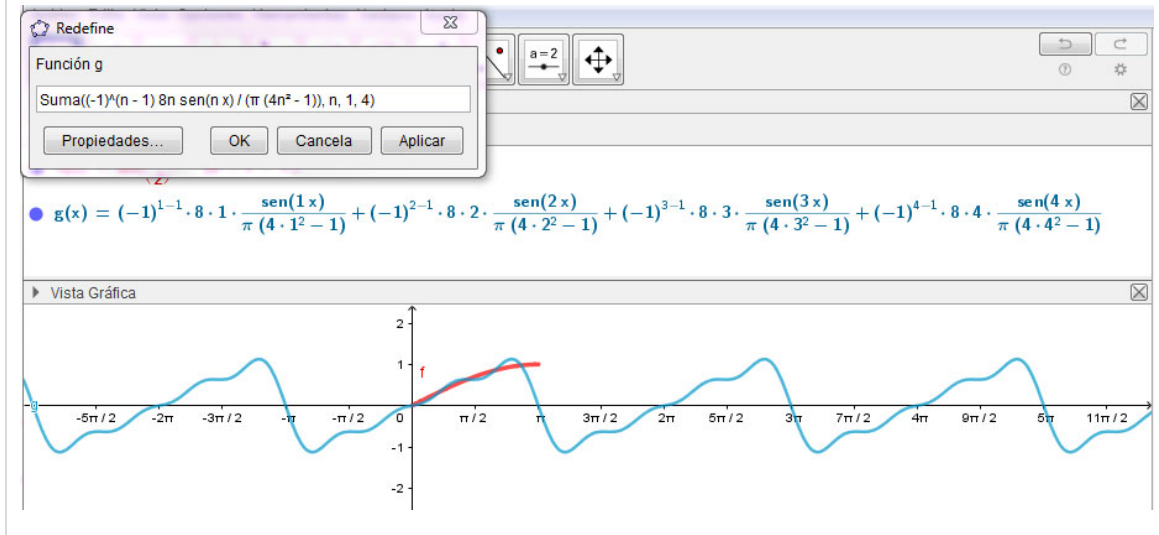 Redefine
Función g
Suma((-1)^(n - 1) 8n sen(n x) / (π (4n² - 1)), n, 1, 4)
Propiedades... OK Cancela Aplicar
a = 2
g(x) = (-1)¹⁻¹ · 8 · 1 · sen(1 x) / π (4 · 1² - 1) + (-1)²⁻¹ · 8 · 2 · sen(2 x) / π (4 · 2² - 1) + (-1)³⁻¹ · 8 · 3 · sen(3 x) / π (4 · 3² - 1) + (-1)⁴⁻¹ · 8 · 4 · sen(4 x) / π (4 · 4² - 1)
Vista Gráfica
2
1
f
g
-5π / 2 -2π -3π / 2 -π -π / 2 0 π / 2 π 3π / 2 2π 5π / 2 3π 7π / 2 4π 9π / 2 5π 11π / 2
-1
-2